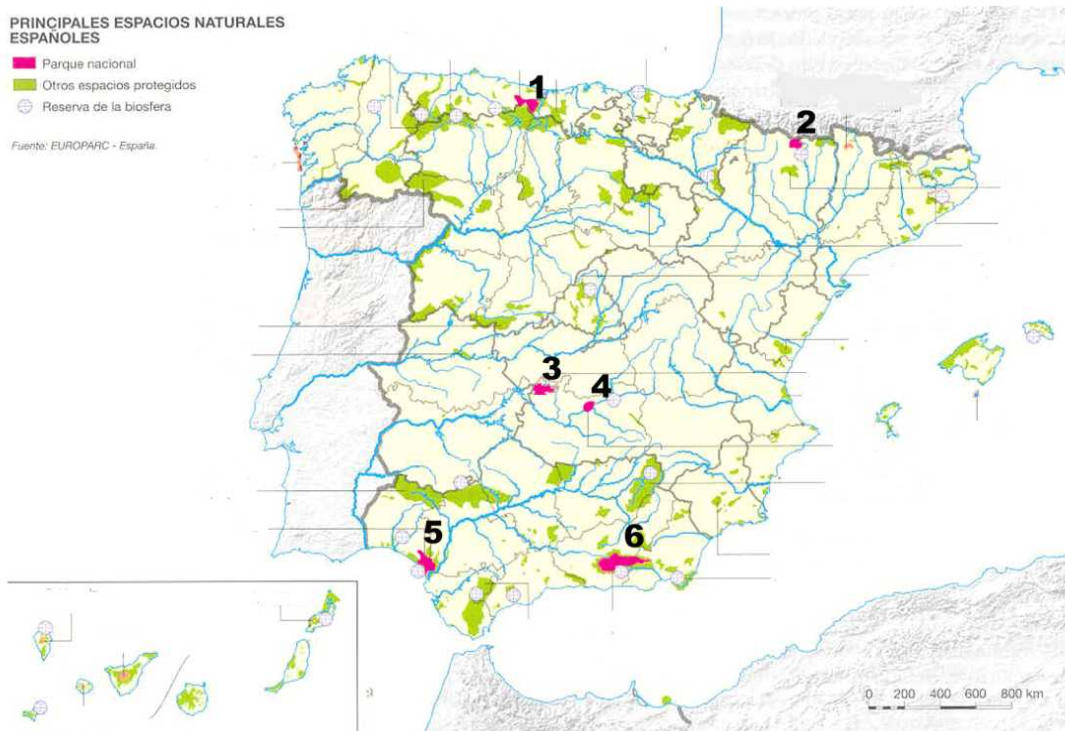 PRINCIPALES ESPACIOS NATURALES
ESPAÑOLES
Parque nacional
Otros espacios protegidos
Reserva de la biosfera
Fuente: EUROPARC - España.
1
2
3
4
5
6
0 200 400 600 800 km